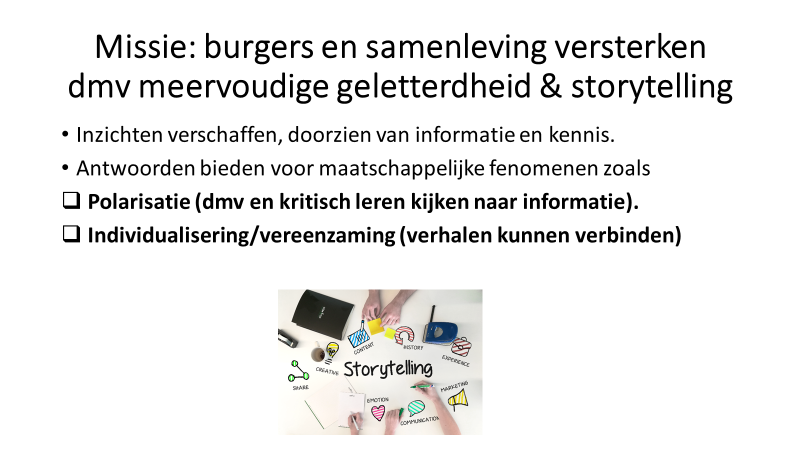 Missie: burgers en samenleving versterken
dmv meervoudige geletterdheid & storytelling
• Inzichten verschaffen, doorzien van informatie en kennis.
• Antwoorden bieden voor maatschappelijke fenomenen zoals
❑ Polarisatie (dmv en kritisch leren kijken naar informatie).
❑ Individualisering/vereenzaming (verhalen kunnen verbinden)
CONTENT
HISTORY
EXPERIENCE
CREATIVE
Storytelling
SHARE
MARKETING
EMOTION
COMMUNICATION